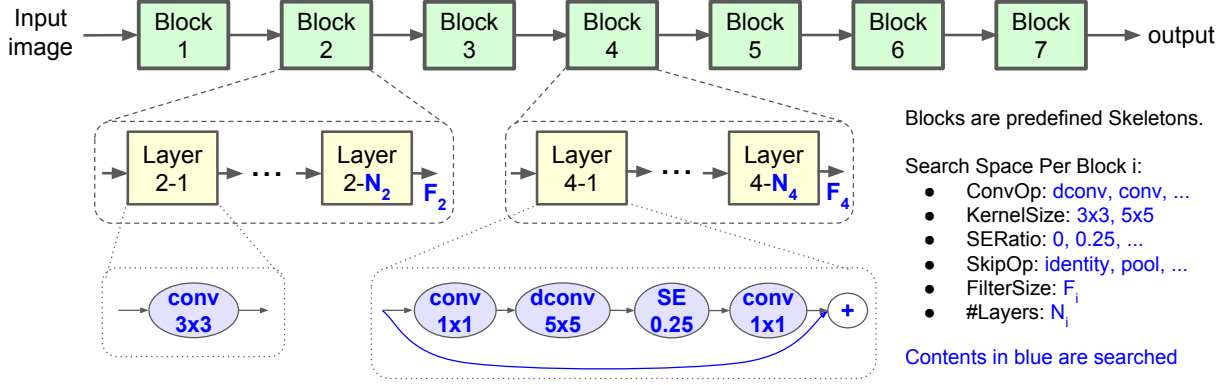 Input
image
Block
1
Block
2
Block
3
Block
4
Block
5
Block
6
Block
7
output
Layer
2-1
...
Layer
2-N₂
F₂
Layer
4-1
...
Layer
4-N₄
F₄
Blocks are predefined Skeletons.
Search Space Per Block i:
● ConvOp: dconv, conv, ...
● KernelSize: 3x3, 5x5
● SERatio: 0, 0.25, ...
● SkipOp: identity, pool, ...
● FilterSize: Fᵢ
● #Layers: Nᵢ
Contents in blue are searched
conv
3x3
conv
1x1
dconv
5x5
SE
0.25
conv
1x1
+